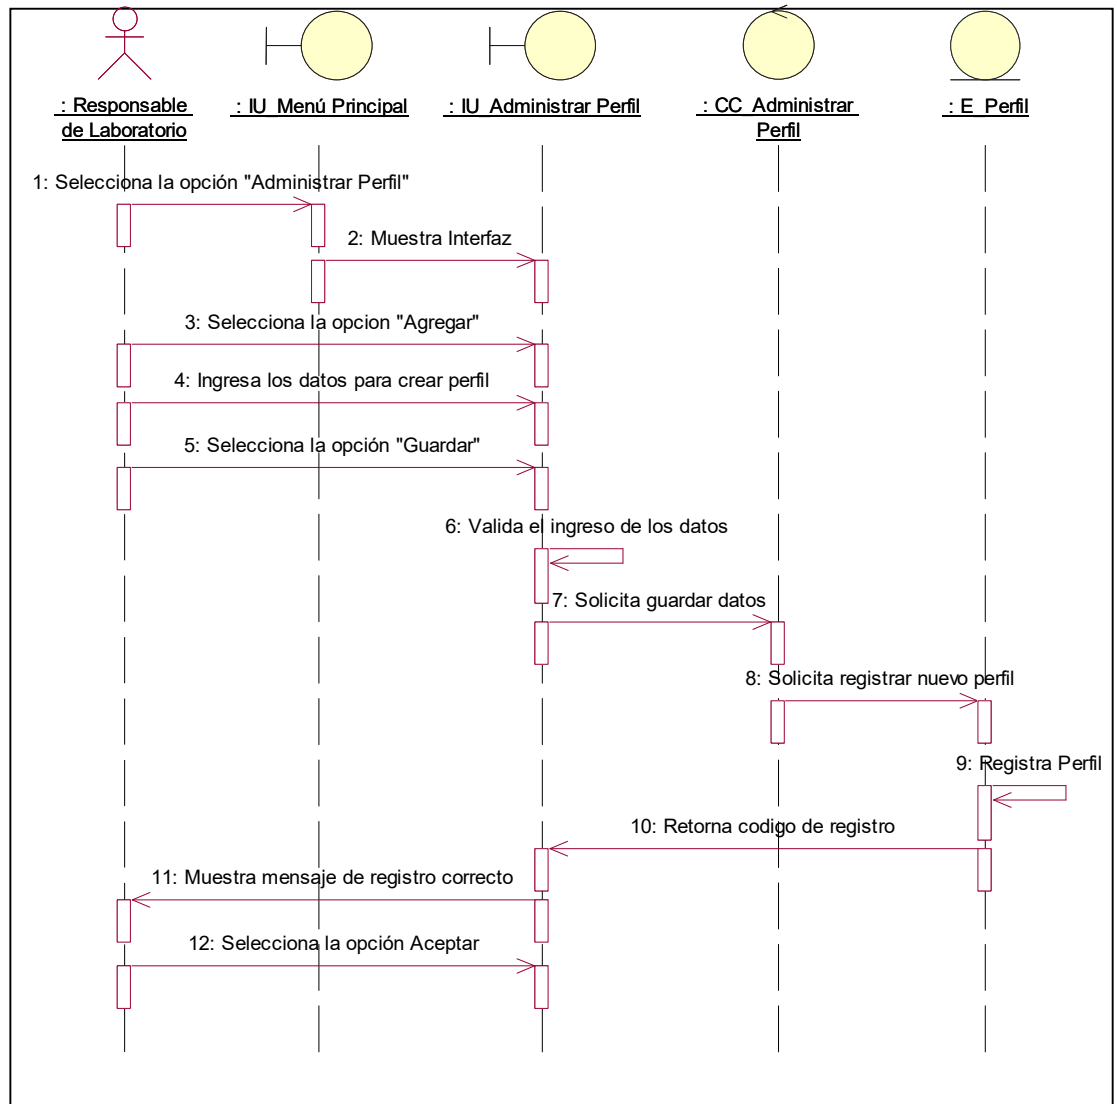 : Responsable
de Laboratorio
: IU_Menú Principal
: IU_Administrar Perfil
: CC_Administrar
Perfil
: E_Perfil
1: Selecciona la opción "Administrar Perfil"
2: Muestra Interfaz
3: Selecciona la opcion "Agregar"
4: Ingresa los datos para crear perfil
5: Selecciona la opción "Guardar"
6: Valida el ingreso de los datos
7: Solicita guardar datos
8: Solicita registrar nuevo perfil
9: Registra Perfil
10: Retorna codigo de registro
11: Muestra mensaje de registro correcto
12: Selecciona la opción Aceptar